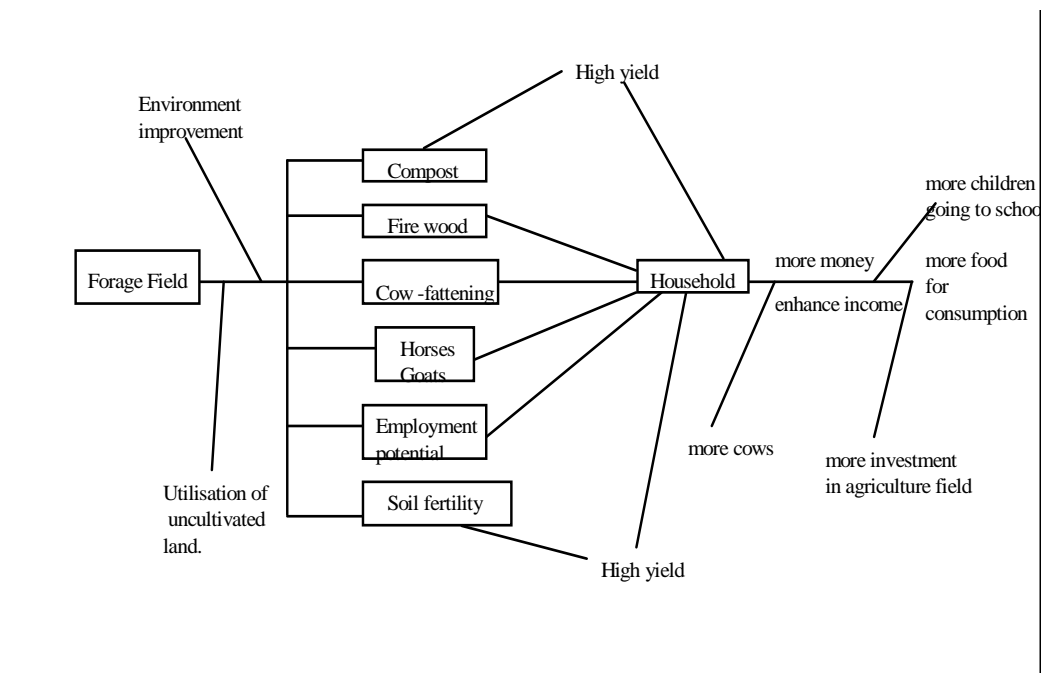 High yield
Environment
improvement
Compost
more children
going to schoo
Fire wood
Forage Field
Cow -fattening
Household
more money
enhance income
more food
for
consumption
Horses
Goats
Employment
potential
more cows
more investment
in agriculture field
Utilisation of
uncultivated
land.
Soil fertility
High yield